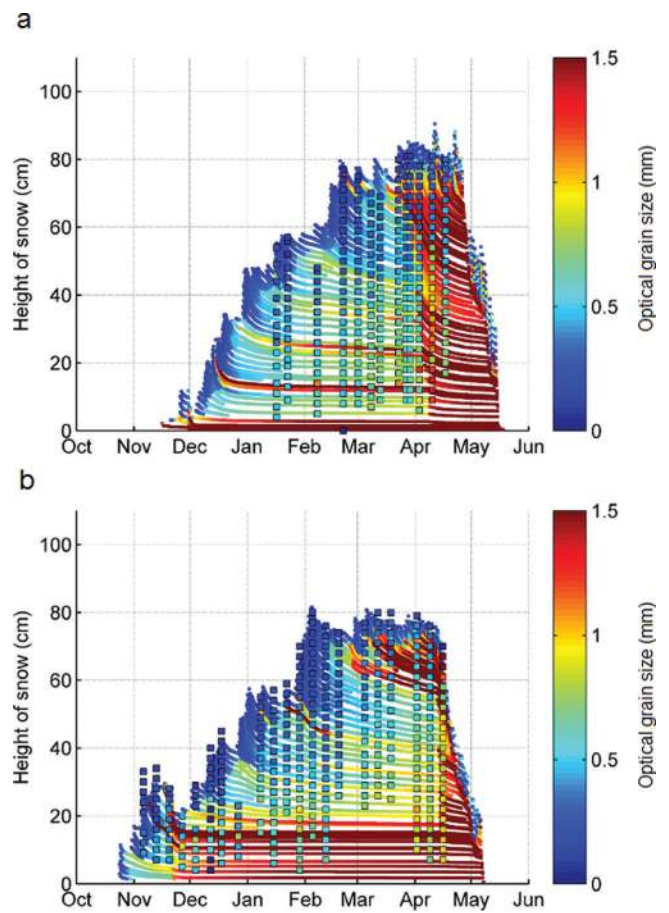 a
100
80
60
40
20
0
Height of snow (cm)
Oct Nov Dec Jan Feb Mar Apr May Jun
1.5
1
0.5
0
Optical grain size (mm)
b
100
80
60
40
20
0
Height of snow (cm)
Oct Nov Dec Jan Feb Mar Apr May Jun
1.5
1
0.5
0
Optical grain size (mm)